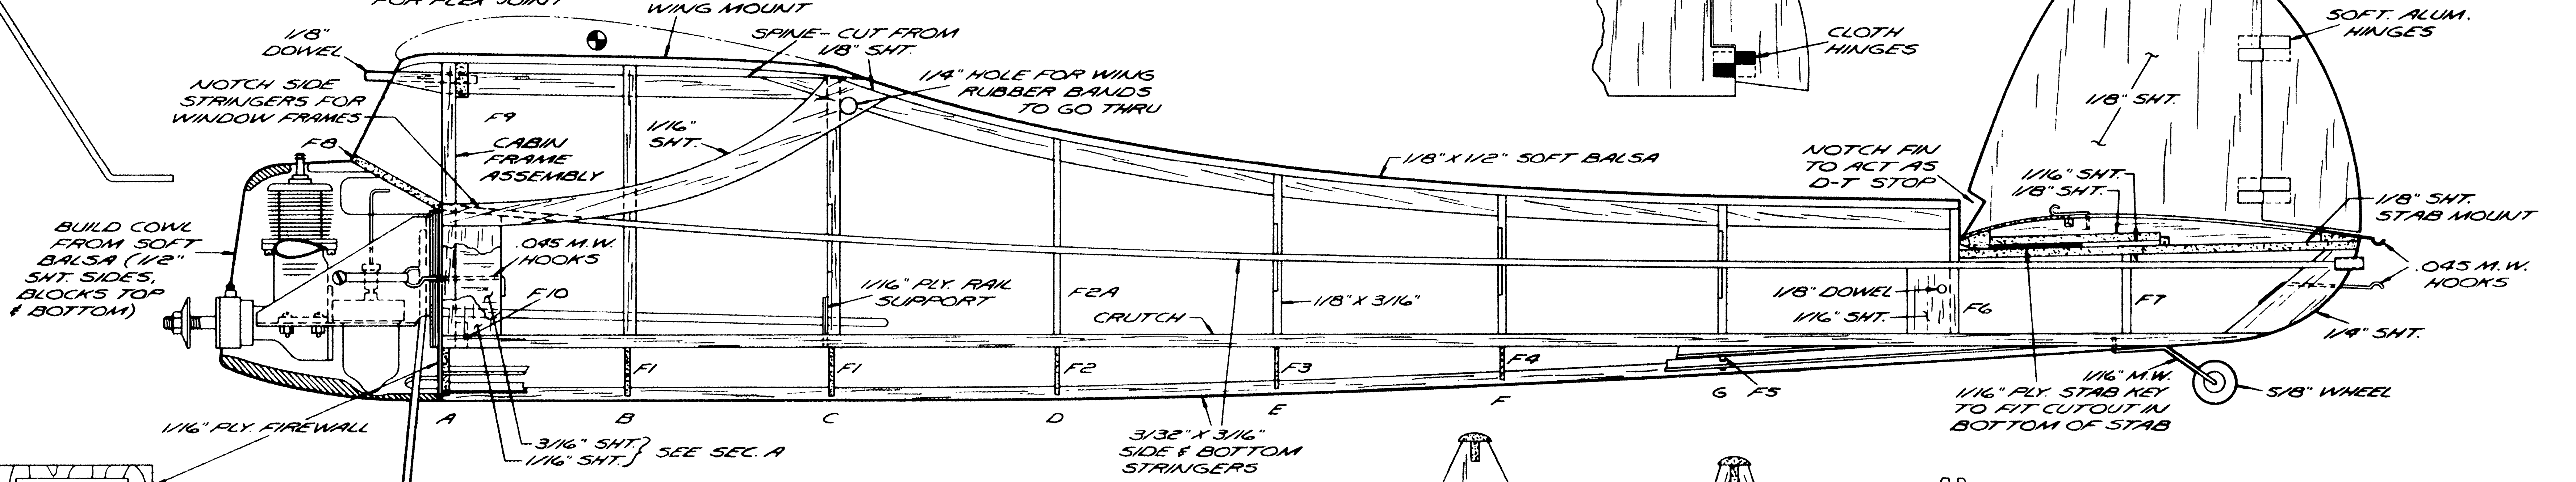 FOR FLEX JOINT
WING MOUNT
1/8"
DOWEL
SPINE- CUT FROM
1/8" SHT.
NOTCH SIDE
STRINGERS FOR
WINDOW FRAMES
1/4" HOLE FOR WING
RUBBER BANDS
TO GO THRU
CLOTH
HINGES
SOFT. ALUM.
HINGES
1/8" SHT.
F9
F8
CABIN
FRAME
ASSEMBLY
1/16"
SHT.
1/8" X 1/2" SOFT BALSA
NOTCH FIN
TO ACT AS
D-T STOP
1/16" SHT.
1/8" SHT.
1/8" SHT.
STAB MOUNT
BUILD COWL
FROM SOFT
BALSA (1/2"
SHT. SIDES,
BLOCKS TOP
& BOTTOM)
.045 M.W.
HOOKS
F10
1/16" PLY. RAIL
SUPPORT
F2A
CRUTCH
1/8" X 3/16"
1/8" DOWEL
1/16" SHT.
F6
F7
.045 M.W.
HOOKS
1/4" SHT.
F1
F1
F2
F3
F4
F5
A
B
C
D
E
F
G
1/16" PLY. FIREWALL
3/16" SHT.
1/16" SHT.
SEE SEC. A
3/32" X 3/16"
SIDE & BOTTOM
STRINGERS
1/16" PLY. STAB KEY
TO FIT CUTOUT IN
BOTTOM OF STAB
1/16" M.W.
5/8" WHEEL